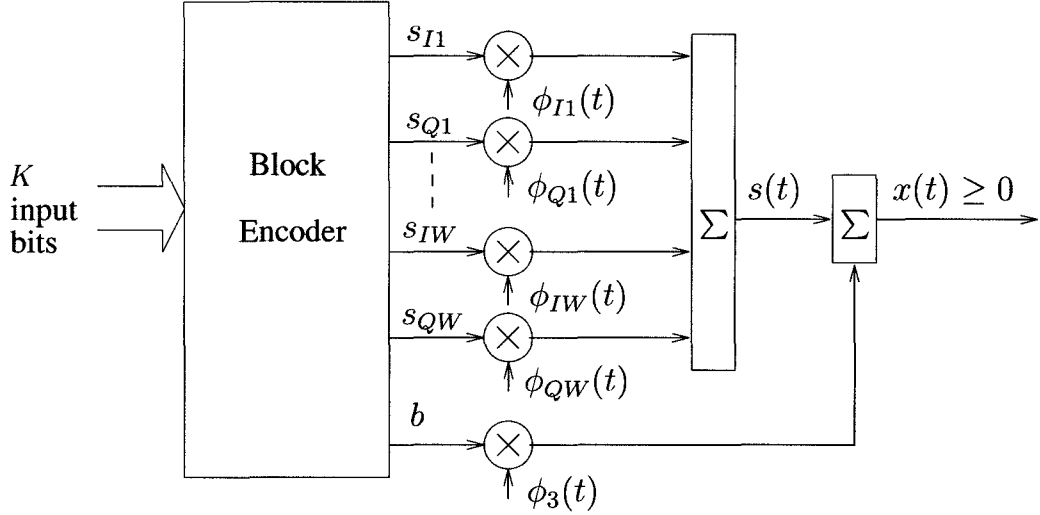 s_{I1}
ϕ_{I1}(t)
s_{Q1}
ϕ_{Q1}(t)
K
input
bits
Block
Encoder
s_{IW}
ϕ_{IW}(t)
s_{QW}
ϕ_{QW}(t)
b
ϕ_3(t)
Σ
s(t)
Σ
x(t) ≥ 0